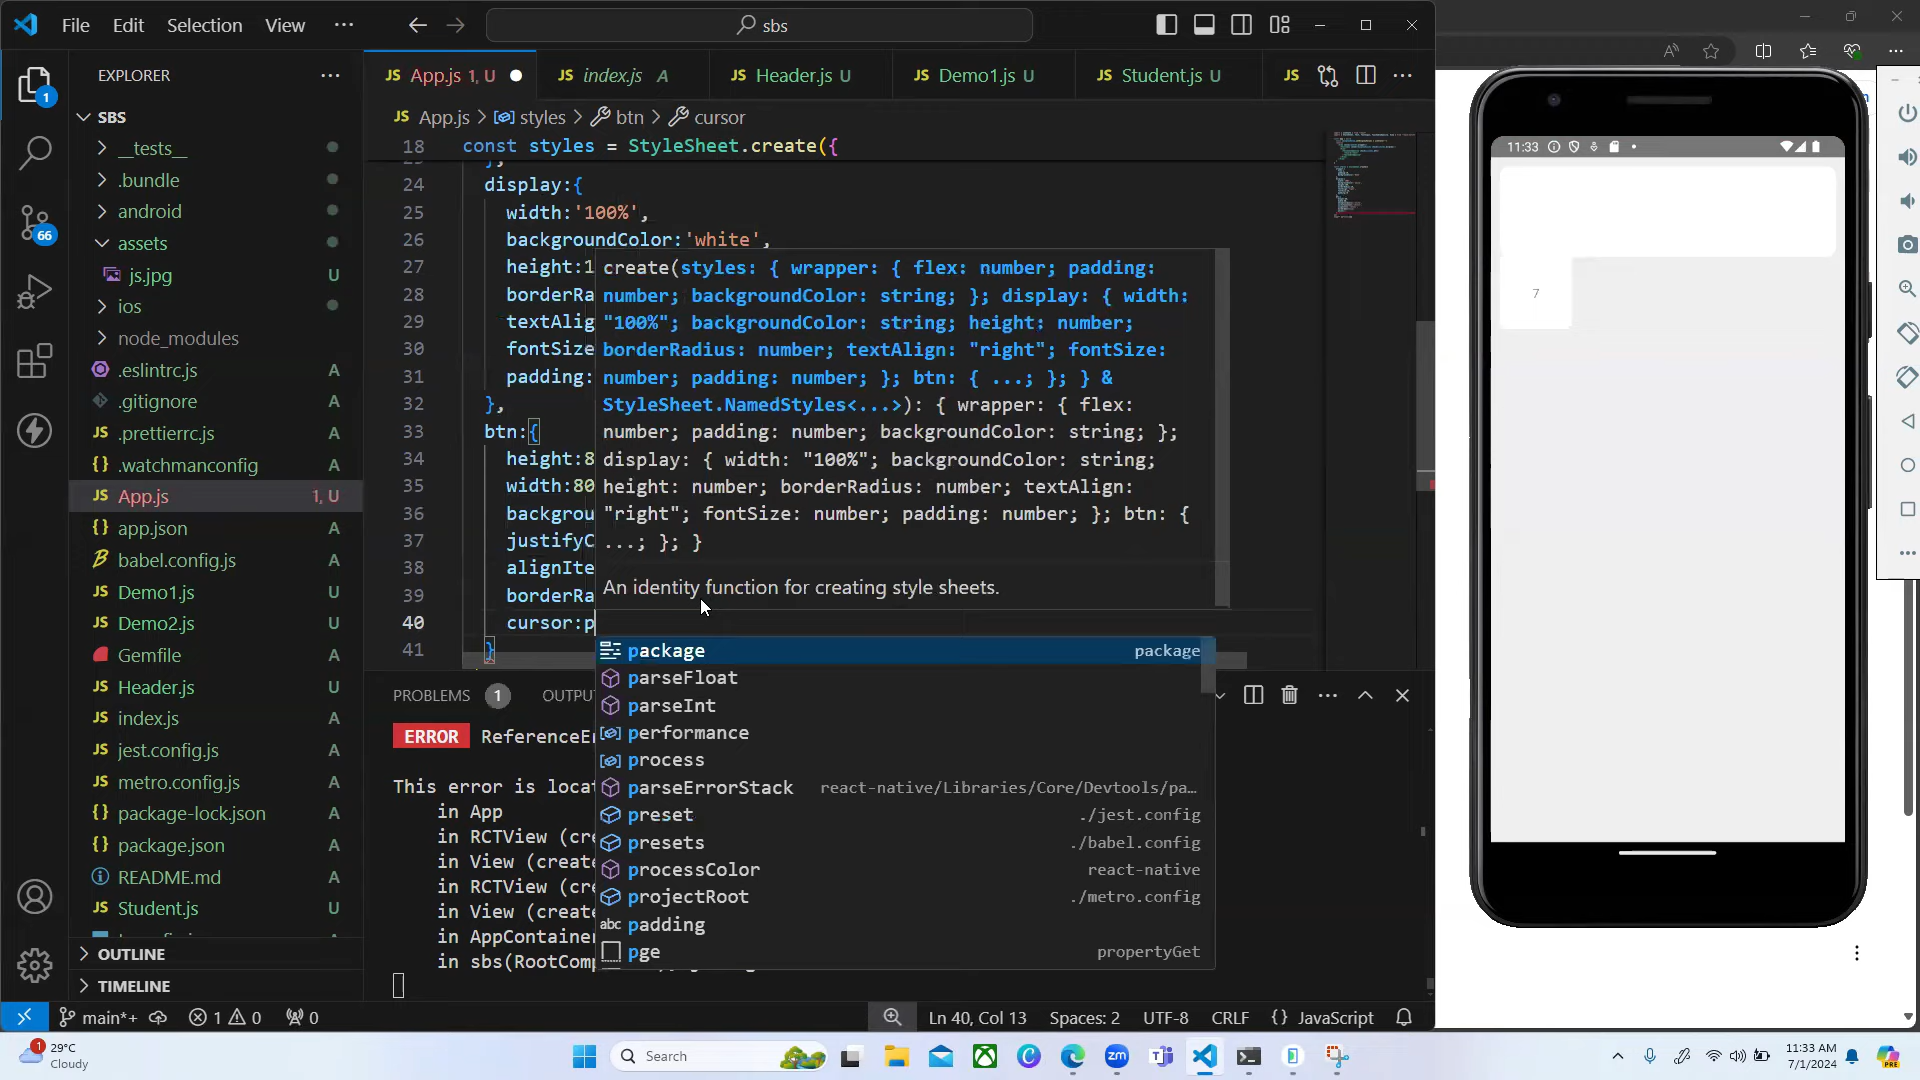 File Edit Selection View ··· sbs
EXPLORER
SBS
__tests__
.bundle
android
assets
js.jpg U
ios
node_modules
.eslintrc.js A
.gitignore A
.prettierrc.js A
.watchmanconfig A
App.js 1, U
app.json A
babel.config.js A
Demo1.js U
Demo2.js U
Gemfile A
Header.js U
index.js A
jest.config.js A
metro.config.js A
package-lock.json A
package.json A
README.md A
Student.js U
OUTLINE
TIMELINE
App.js 1, U index.js A Header.js U Demo1.js U Student.js U
App.js > styles > btn > cursor
18 const styles = StyleSheet.create({
24 display:{
25 width:'100%',
26 backgroundColor:'white',
27 height:1
28 borderRa
29 textAlig
30 fontSize
31 padding:
32 },
33 btn:{
34 height:8
35 width:80
36 backgrou
37 justifyC
38 alignIte
39 borderRa
40 cursor:p
41 }
create(styles: { wrapper: { flex: number; padding:
number; backgroundColor: string; }; display: { width:
"100%"; backgroundColor: string; height: number;
borderRadius: number; textAlign: "right"; fontSize:
number; padding: number; }; btn: { ...; }; } &
StyleSheet.NamedStyles<...>): { wrapper: { flex:
number; padding: number; backgroundColor: string; };
display: { width: "100%"; backgroundColor: string;
height: number; borderRadius: number; textAlign:
"right"; fontSize: number; padding: number; }; btn: {
...; }; }
An identity function for creating style sheets.
package package
parseFloat
parseInt
performance
process
parseErrorStack react-native/Libraries/Core/Devtools/pa...
preset ./jest.config
presets ./babel.config
processColor react-native
projectRoot ./metro.config
padding
pge propertyGet
PROBLEMS 1 OUTPU
ERROR ReferenceEr
This error is locat
in App
in RCTView (cre
in View (create
in RCTView (cre
in View (create
in AppContainer
in sbs(RootComp
main*+ 1 0 0 Ln 40, Col 13 Spaces: 2 UTF-8 CRLF {} JavaScript
11:33
7
29°C
Cloudy
Search
11:33 AM
7/1/2024